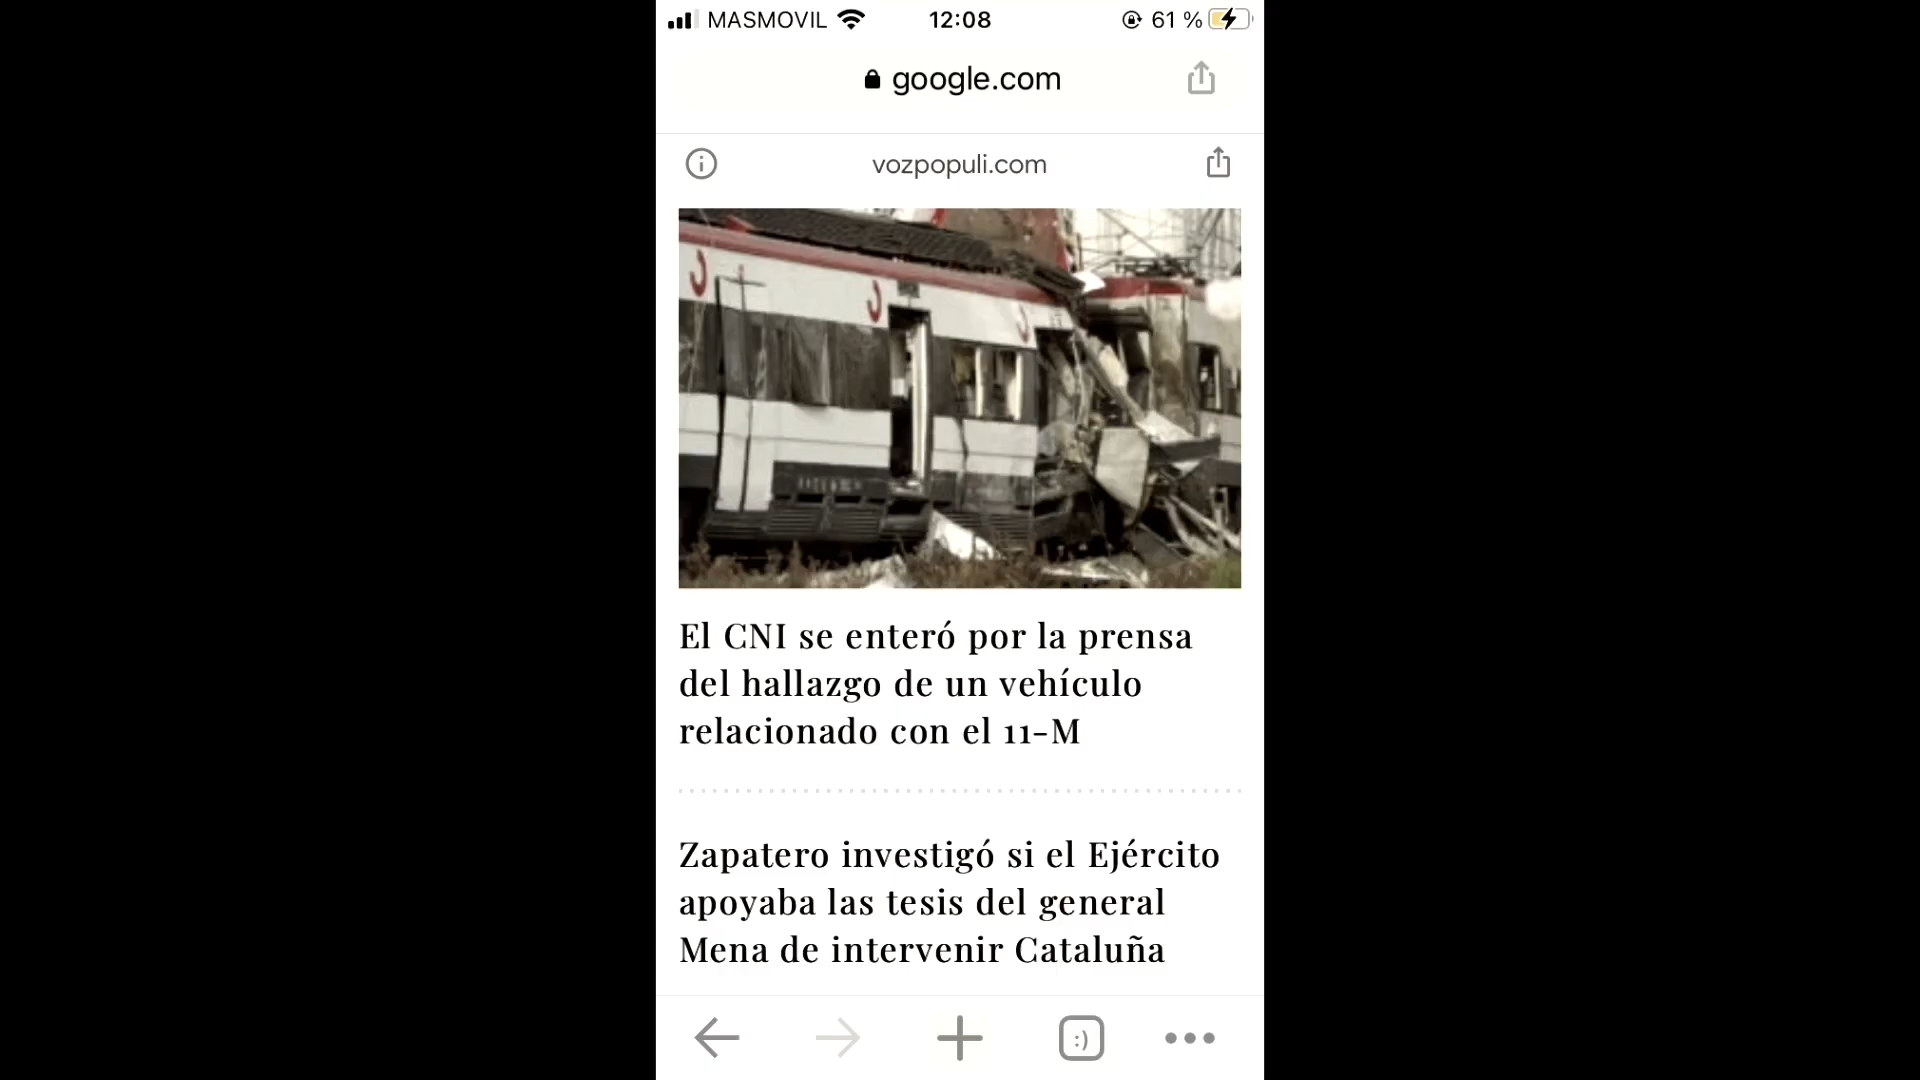 MASMOVIL 12:08 61 %
google.com
vozpopuli.com
El CNI se enteró por la prensa
del hallazgo de un vehículo
relacionado con el 11-M
Zapatero investigó si el Ejército
apoyaba las tesis del general
Mena de intervenir Cataluña
:)